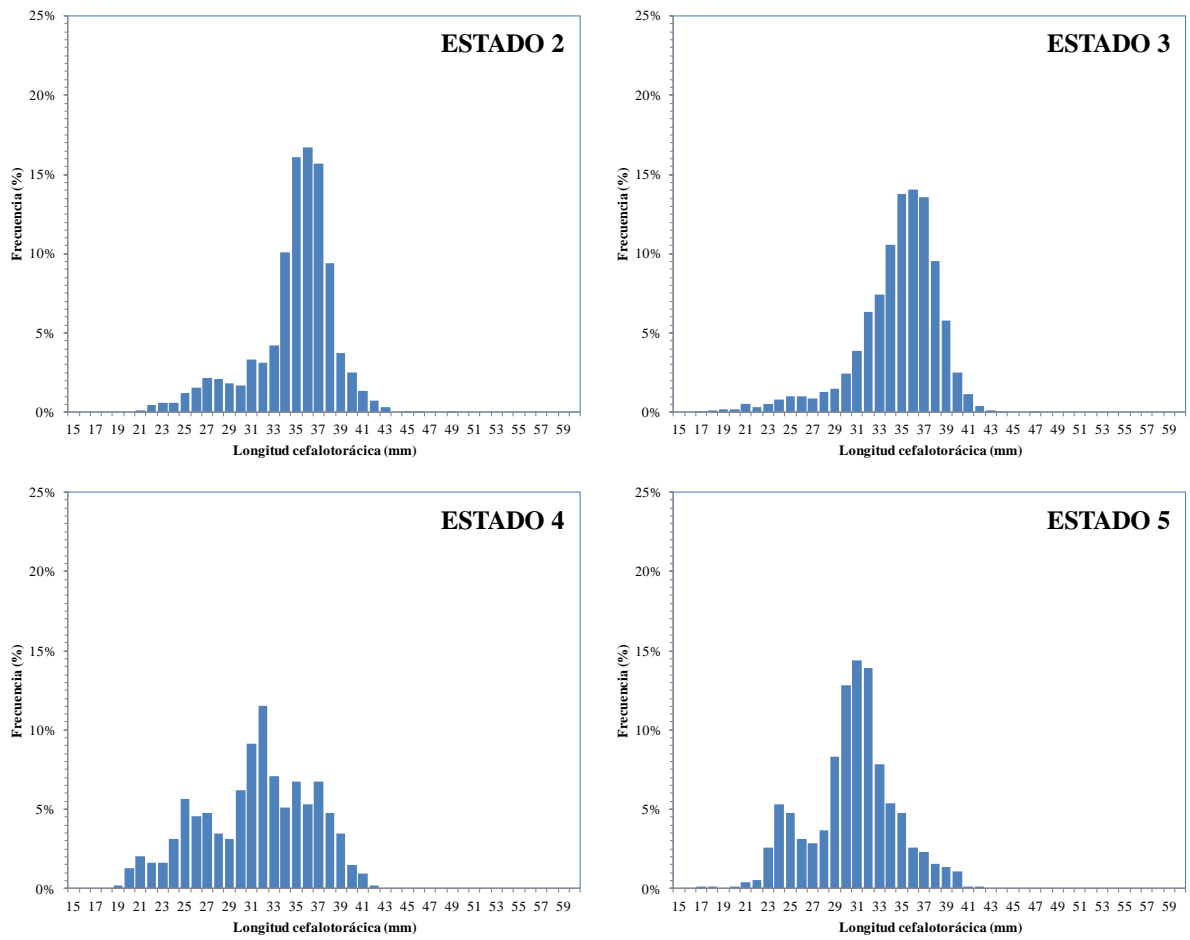 ESTADO 2
25%
20%
15%
10%
5%
0%
Frecuencia (%)
15 17 19 21 23 25 27 29 31 33 35 37 39 41 43 45 47 49 51 53 55 57 59
Longitud cefalotorácica (mm)
ESTADO 3
25%
20%
15%
10%
5%
0%
Frecuencia (%)
15 17 19 21 23 25 27 29 31 33 35 37 39 41 43 45 47 49 51 53 55 57 59
Longitud cefalotorácica (mm)
ESTADO 4
25%
20%
15%
10%
5%
0%
Frecuencia (%)
15 17 19 21 23 25 27 29 31 33 35 37 39 41 43 45 47 49 51 53 55 57 59
Longitud cefalotorácica (mm)
ESTADO 5
25%
20%
15%
10%
5%
0%
Frecuencia (%)
15 17 19 21 23 25 27 29 31 33 35 37 39 41 43 45 47 49 51 53 55 57 59
Longitud cefalotorácica (mm)